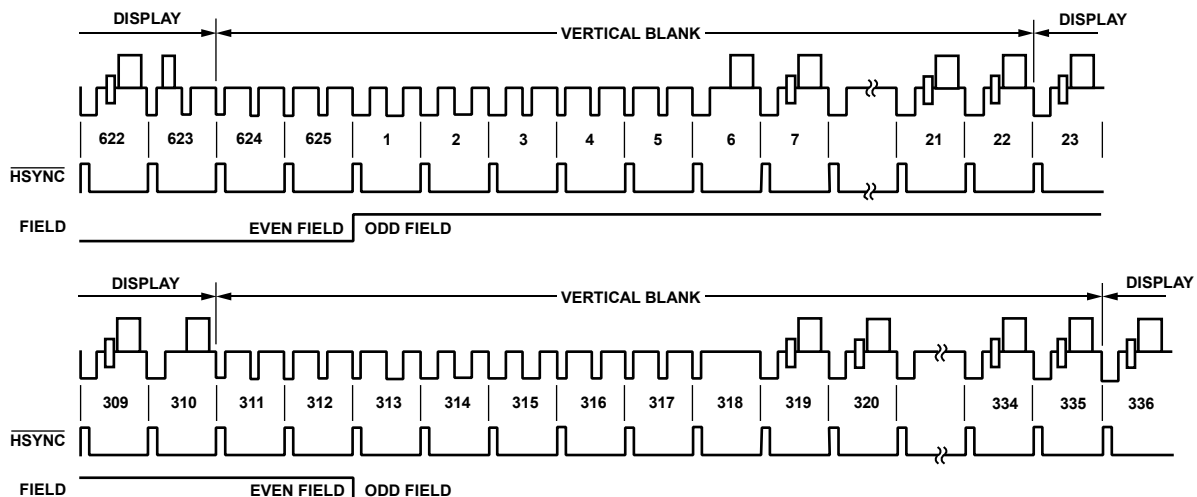 DISPLAY VERTICAL BLANK DISPLAY
622 623 624 625 1 2 3 4 5 6 7 21 22 23
HSYNC
FIELD EVEN FIELD ODD FIELD
DISPLAY VERTICAL BLANK DISPLAY
309 310 311 312 313 314 315 316 317 318 319 320 334 335 336
HSYNC
FIELD EVEN FIELD ODD FIELD